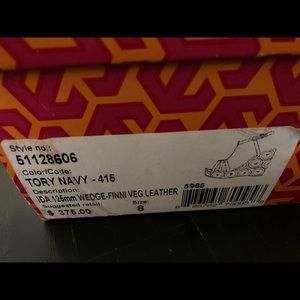 Style no.:
51128606
Color/Code:
TORY NAVY - 415
Description:
IDA 125mm WEDGE-FINNI VEG LEATHER
Suggested retail: Size:
$ 375.00 8
5985